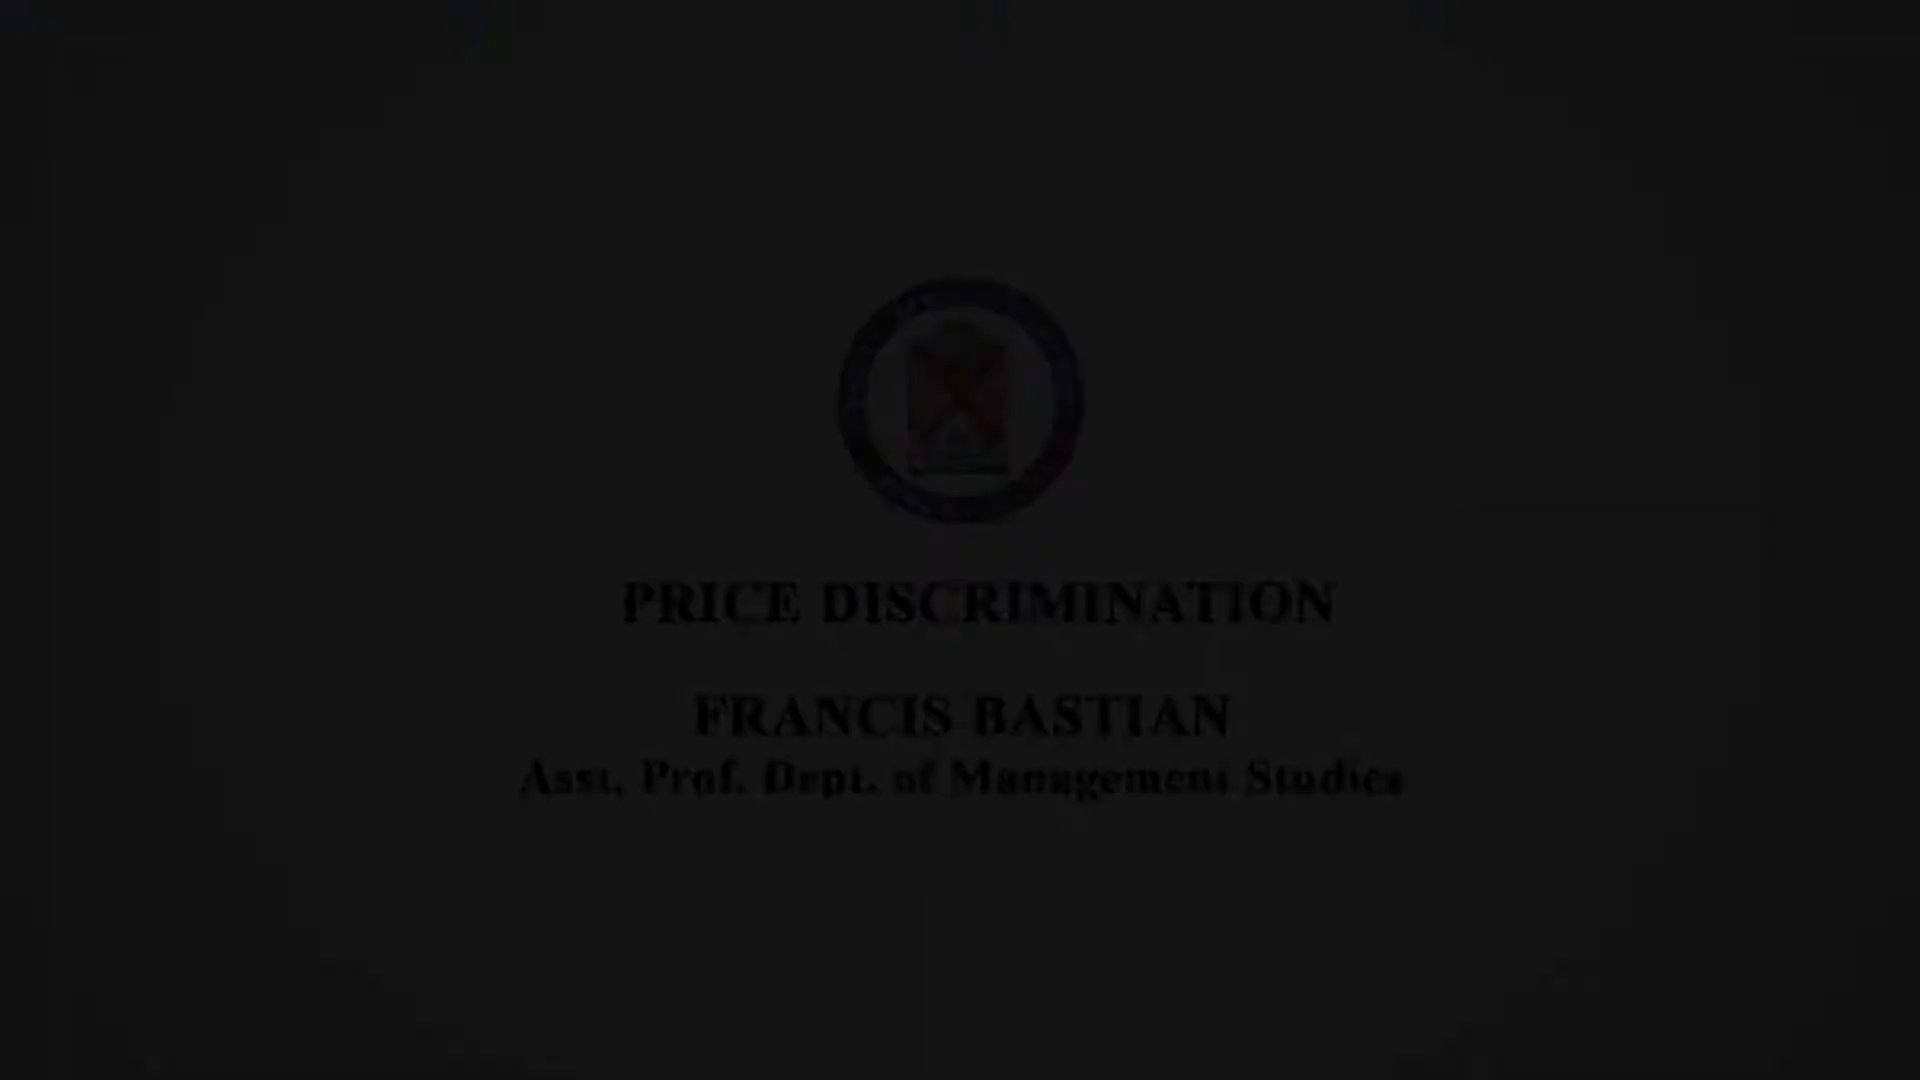 PRICE DISCRIMINATION
FRANCIS BASTIAN
Asst. Prof. Dept. of Management Studies